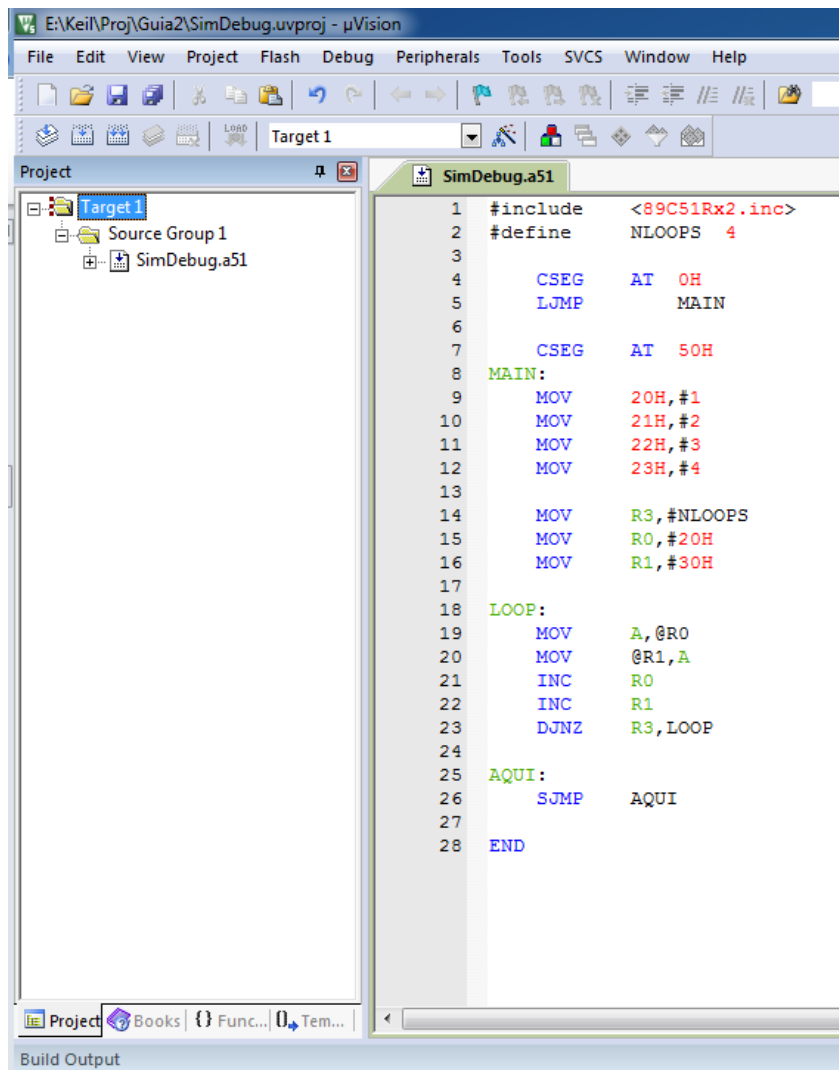 E:\Keil\Proj\Guia2\SimDebug.uvproj - µVision
File Edit View Project Flash Debug Peripherals Tools SVCS Window Help
LOAD Target 1
Project
SimDebug.a51
Target 1
Source Group 1
SimDebug.a51
1 #include <89C51Rx2.inc>
2 #define NLOOPS 4
3
4 CSEG AT 0H
5 LJMP MAIN
6
7 CSEG AT 50H
8 MAIN:
9 MOV 20H,#1
10 MOV 21H,#2
11 MOV 22H,#3
12 MOV 23H,#4
13
14 MOV R3,#NLOOPS
15 MOV R0,#20H
16 MOV R1,#30H
17
18 LOOP:
19 MOV A,@R0
20 MOV @R1,A
21 INC R0
22 INC R1
23 DJNZ R3,LOOP
24
25 AQUI:
26 SJMP AQUI
27
28 END
Project Books {} Func... 0 Tem...
Build Output